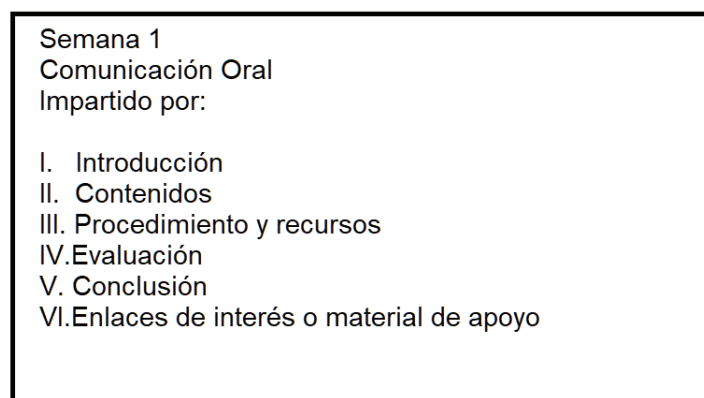 Semana 1
Comunicación Oral
Impartido por:
I. Introducción
II. Contenidos
III. Procedimiento y recursos
IV.Evaluación
V. Conclusión
VI.Enlaces de interés o material de apoyo